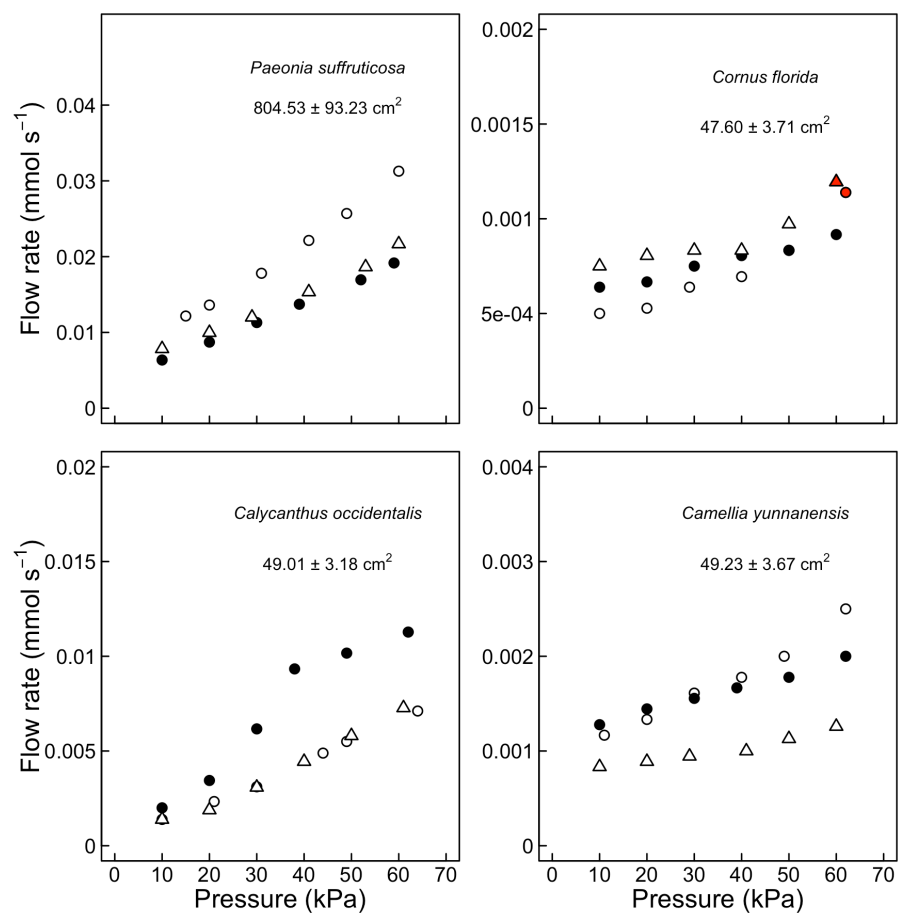 Paeonia suffruticosa
804.53 ± 93.23 cm²
Flow rate (mmol s⁻¹)
0.04
0.03
0.02
0.01
0
Cornus florida
47.60 ± 3.71 cm²
0.002
0.0015
0.001
5e-04
0
Calycanthus occidentalis
49.01 ± 3.18 cm²
Flow rate (mmol s⁻¹)
0.02
0.015
0.01
0.005
0
0 10 20 30 40 50 60 70
Pressure (kPa)
Camellia yunnanensis
49.23 ± 3.67 cm²
0.004
0.003
0.002
0.001
0
0 10 20 30 40 50 60 70
Pressure (kPa)